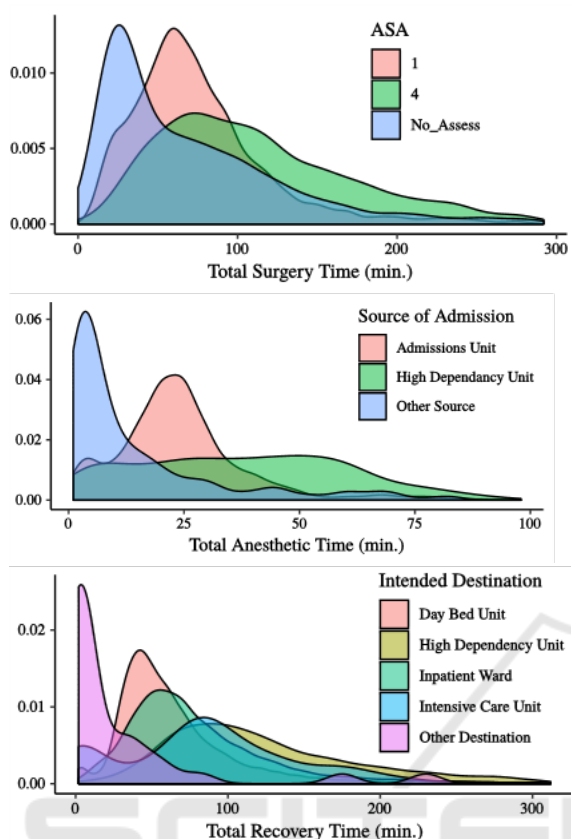 ASA
1
4
No_Assess
0.010
0.005
0.000
0 100 200 300
Total Surgery Time (min.)
Source of Admission
Admissions Unit
High Dependancy Unit
Other Source
0.06
0.04
0.02
0.00
0 25 50 75 100
Total Anesthetic Time (min.)
Intended Destination
Day Bed Unit
High Dependency Unit
Inpatient Ward
Intensive Care Unit
Other Destination
0.02
0.01
0.00
0 100 200 300
Total Recovery Time (min.)